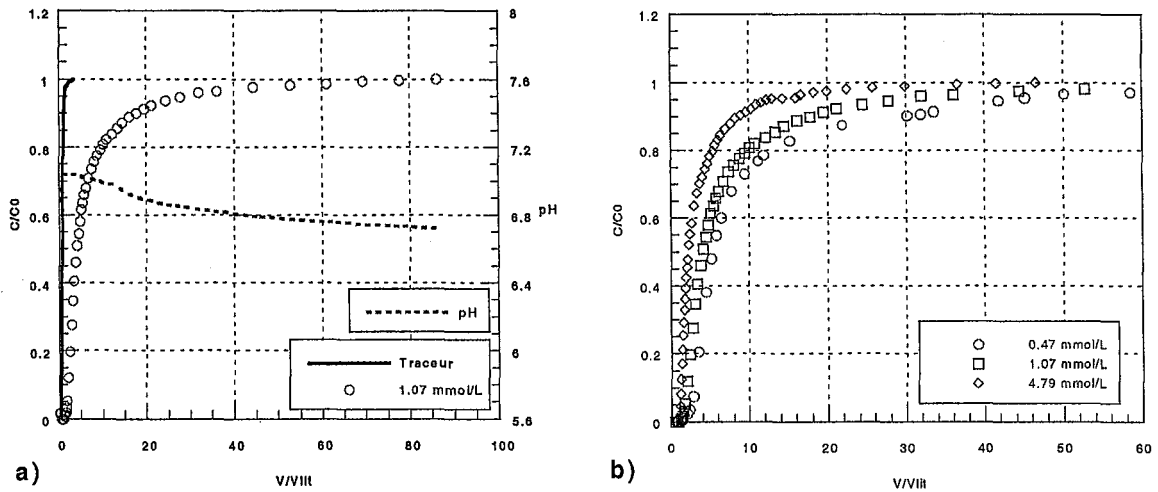 1.2
1
0.8
0.6
0.4
0.2
0
C/C0
8
7.6
7.2
6.8
6.4
6
5.6
pH
pH
Traceur
1.07 mmol/L
0 20 40 60 80 100
V/Vlit
a)
1.2
1
0.8
0.6
0.4
0.2
0
C/C0
0.47 mmol/L
1.07 mmol/L
4.79 mmol/L
0 10 20 30 40 50 60
V/Vlit
b)